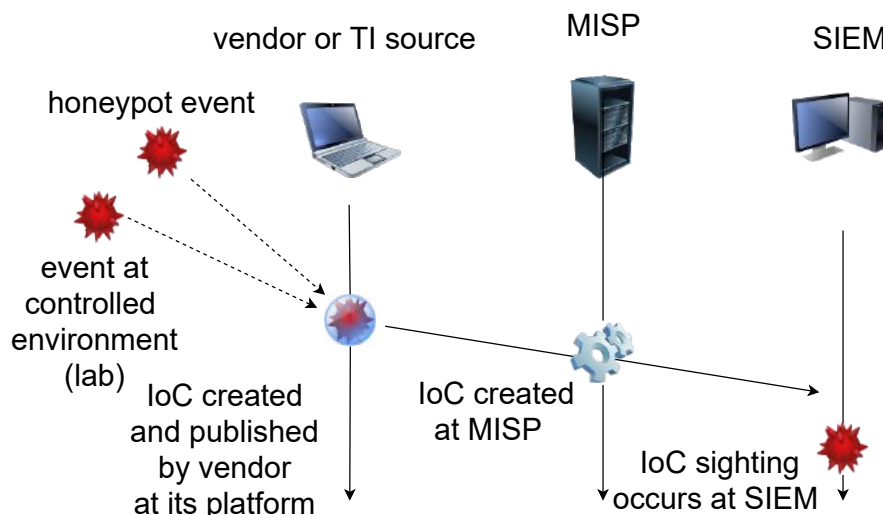 vendor or TI source
MISP
SIEM
honeypot event
event at
controlled
environment
(lab)
IoC created
and published
by vendor
at its platform
IoC created
at MISP
IoC sighting
occurs at SIEM